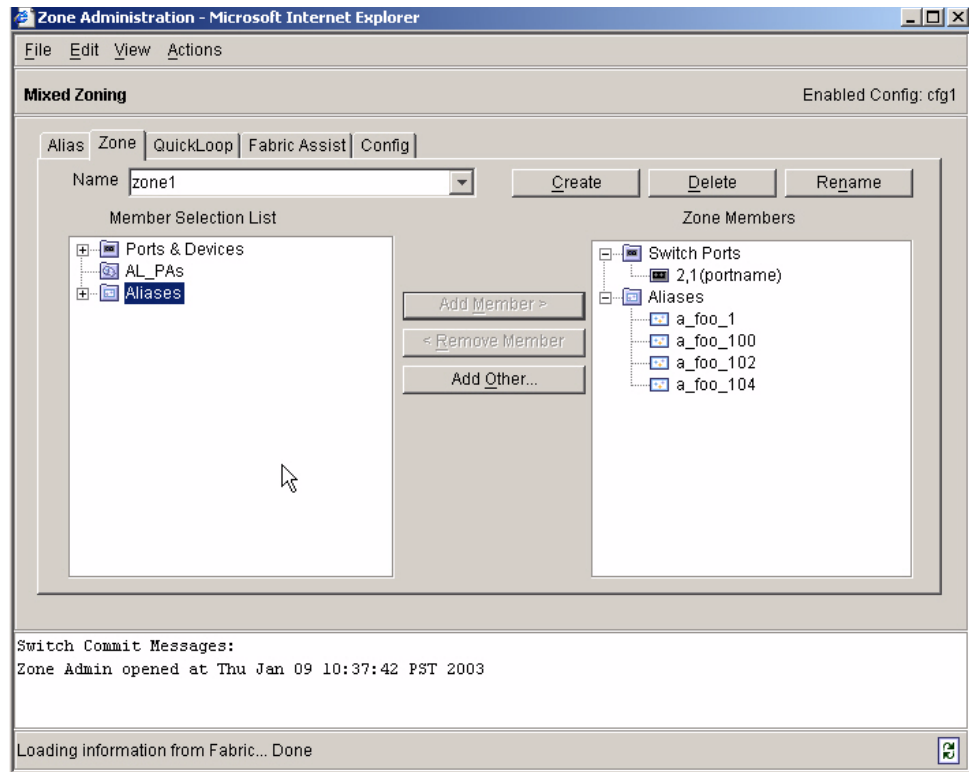 Zone Administration - Microsoft Internet Explorer
File Edit View Actions
Mixed Zoning
Enabled Config: cfg1
Alias Zone QuickLoop Fabric Assist Config
Name zone1 Create Delete Rename
Member Selection List
Zone Members
Ports & Devices
AL_PAs
Aliases
Add Member >
< Remove Member
Add Other...
Switch Ports
2,1(portname)
Aliases
a_foo_1
a_foo_100
a_foo_102
a_foo_104
Switch Commit Messages:
Zone Admin opened at Thu Jan 09 10:37:42 PST 2003
Loading information from Fabric... Done